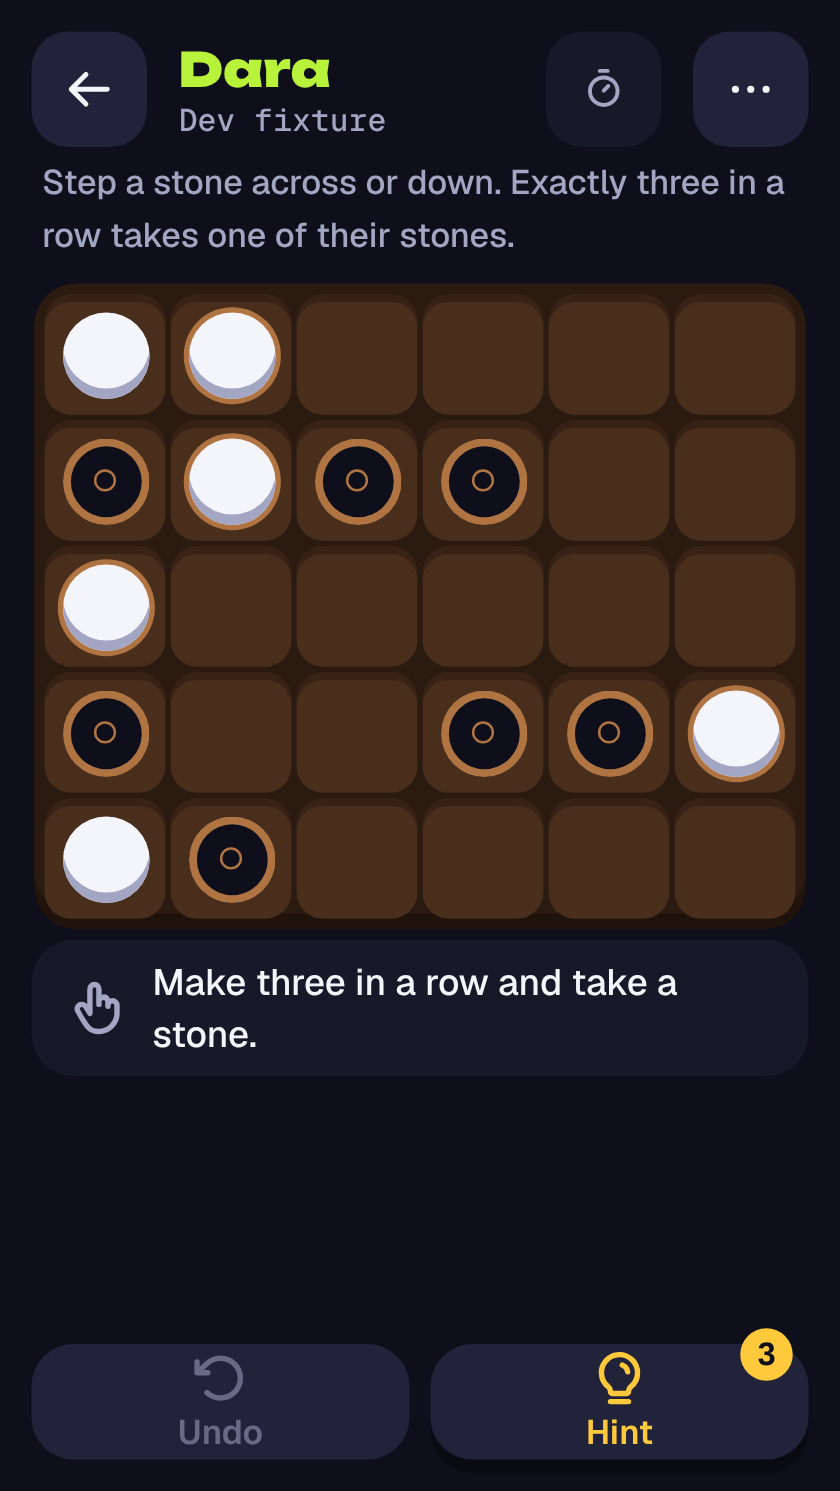 Dara
Dev fixture
Step a stone across or down. Exactly three in a
row takes one of their stones.
Make three in a row and take a
stone.
Undo
3
Hint